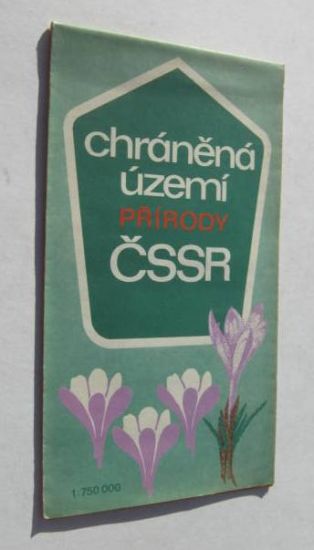 chráněná
území
PŘÍRODY
ČSSR
1:750 000